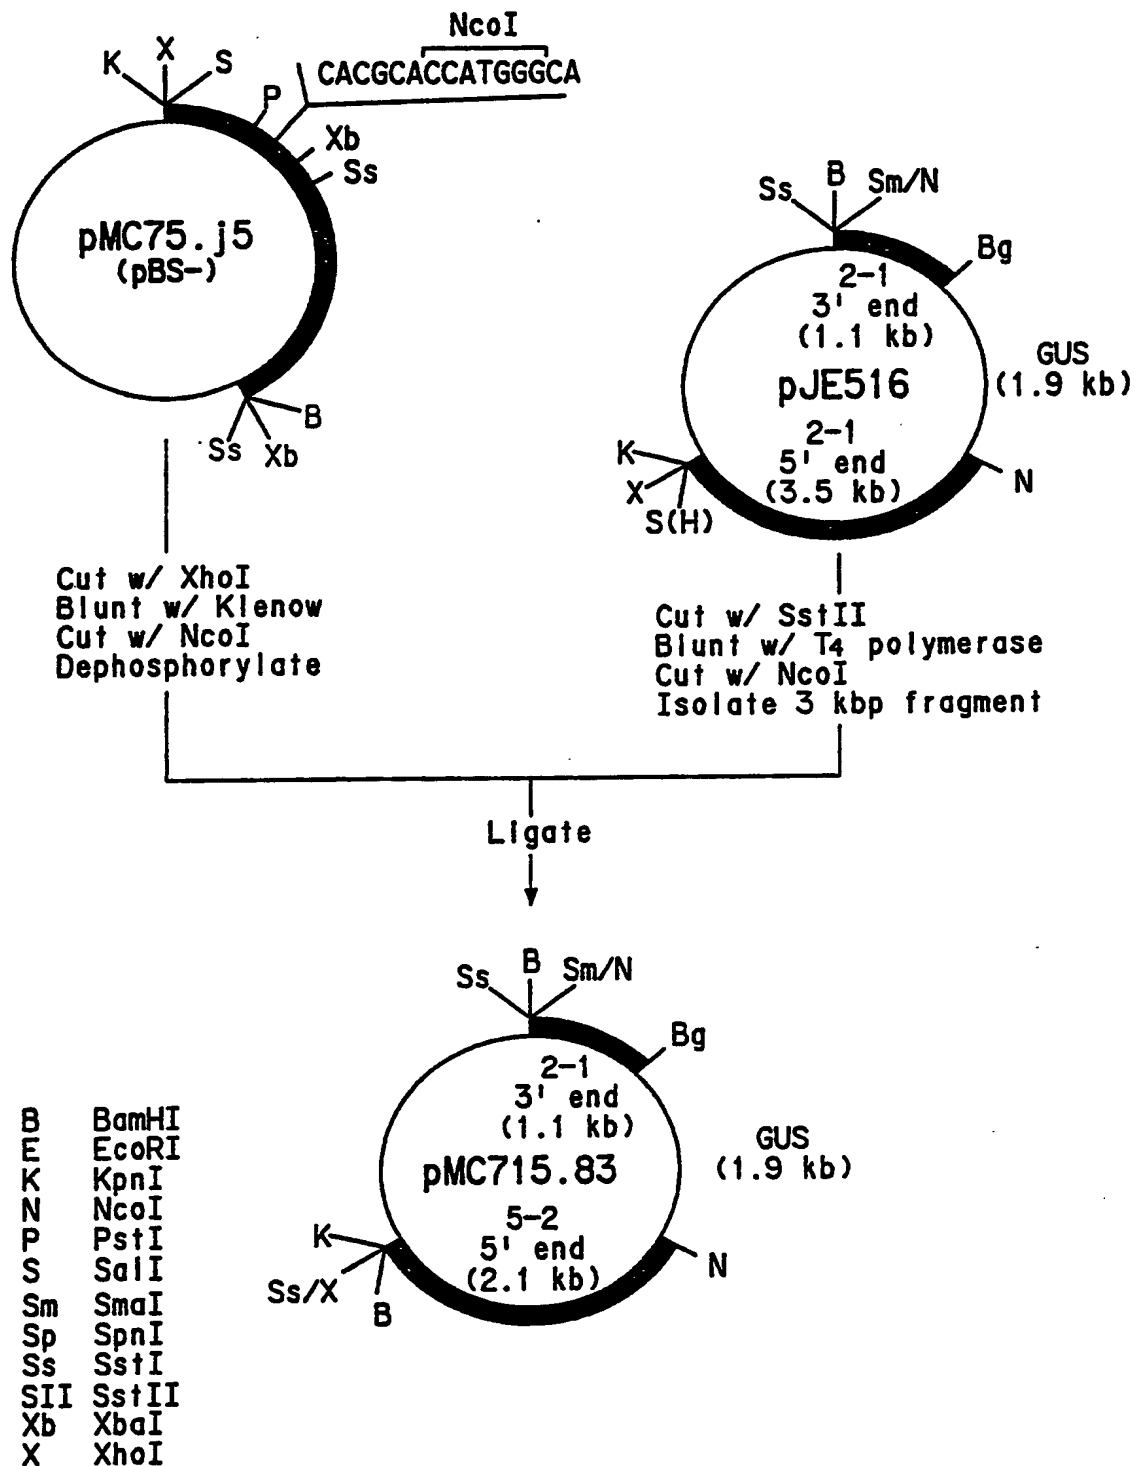 NcoI
K X S
CACGCACCATGGGCA
P
Xb
Ss
pMC75.j5
(pBS-)
B
Ss Xb
Ss B Sm/N
Bg
2-1
3' end
(1.1 kb)
GUS
(1.9 kb)
pJE516
2-1
5' end
(3.5 kb)
K
X
S(H)
N
Cut w/ XhoI
Blunt w/ Klenow
Cut w/ NcoI
Dephosphorylate
Cut w/ SstII
Blunt w/ T4 polymerase
Cut w/ NcoI
Isolate 3 kbp fragment
Ligate
Ss B Sm/N
Bg
2-1
3' end
(1.1 kb)
GUS
(1.9 kb)
pMC715.83
5-2
5' end
(2.1 kb)
K
Ss/X
B
N
B BamHI
E EcoRI
K KpnI
N NcoI
P PstI
S SalI
Sm SmaI
Sp SpnI
Ss SstI
SII SstII
Xb XbaI
X XhoI